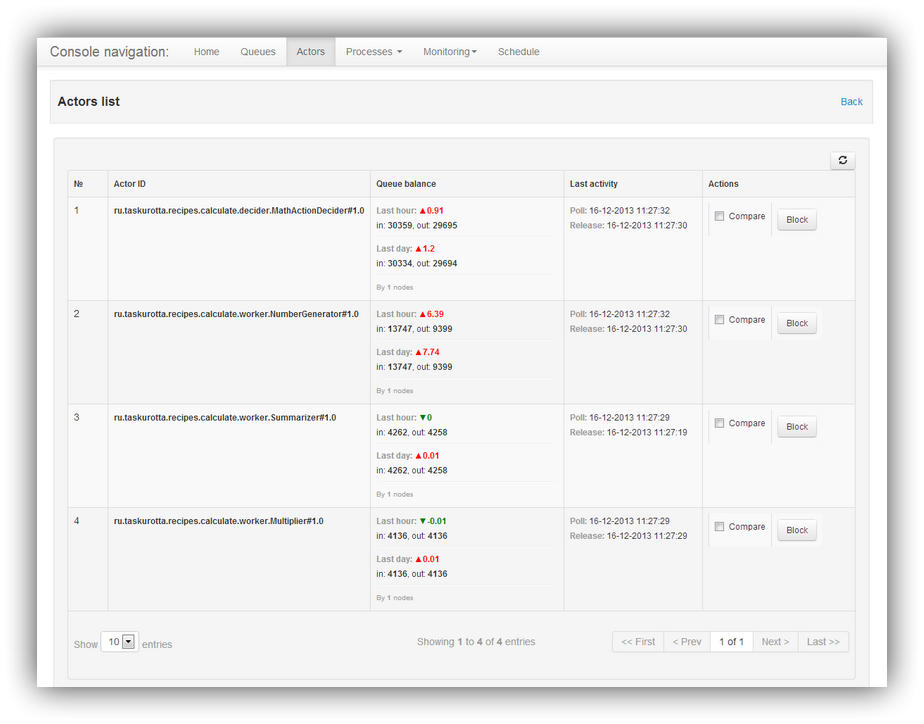 Console navigation: Home Queues Actors Processes Monitoring Schedule
Actors list Back
№ Actor ID Queue balance Last activity Actions
1 ru.taskurotta.recipes.calculate.decider.MathActionDecider#1.0 Last hour: ▲0.91 Poll: 16-12-2013 11:27:32 Compare Block
in: 30359, out: 29695 Release: 16-12-2013 11:27:30
Last day: ▲1.2
in: 30334, out: 29694
By 1 nodes
2 ru.taskurotta.recipes.calculate.worker.NumberGenerator#1.0 Last hour: ▲6.39 Poll: 16-12-2013 11:27:32 Compare Block
in: 13747, out: 9399 Release: 16-12-2013 11:27:30
Last day: ▲7.74
in: 13747, out: 9399
By 1 nodes
3 ru.taskurotta.recipes.calculate.worker.Summarizer#1.0 Last hour: ▼0 Poll: 16-12-2013 11:27:29 Compare Block
in: 4262, out: 4258 Release: 16-12-2013 11:27:19
Last day: ▲0.01
in: 4262, out: 4258
By 1 nodes
4 ru.taskurotta.recipes.calculate.worker.Multiplier#1.0 Last hour: ▼-0.01 Poll: 16-12-2013 11:27:29 Compare Block
in: 4136, out: 4136 Release: 16-12-2013 11:27:29
Last day: ▲0.01
in: 4136, out: 4136
By 1 nodes
Show 10 entries Showing 1 to 4 of 4 entries << First < Prev 1 of 1 Next > Last >>